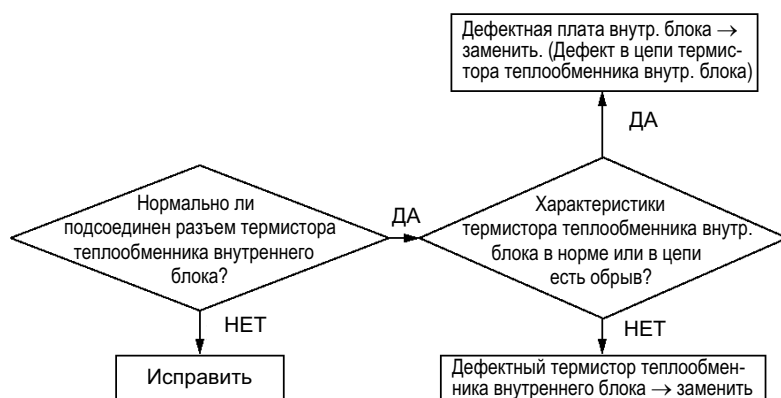 Дефектная плата внутр. блока →
заменить. (Дефект в цепи термис-
тора теплообменника внутр. блока)
ДА
Нормально ли
подсоединен разъем термистора
теплообменника внутреннего
блока?
ДА
Характеристики
термистора теплообменника внутр.
блока в норме или в цепи
есть обрыв?
НЕТ
НЕТ
Исправить
Дефектный термистор теплообмен-
ника внутреннего блока → заменить